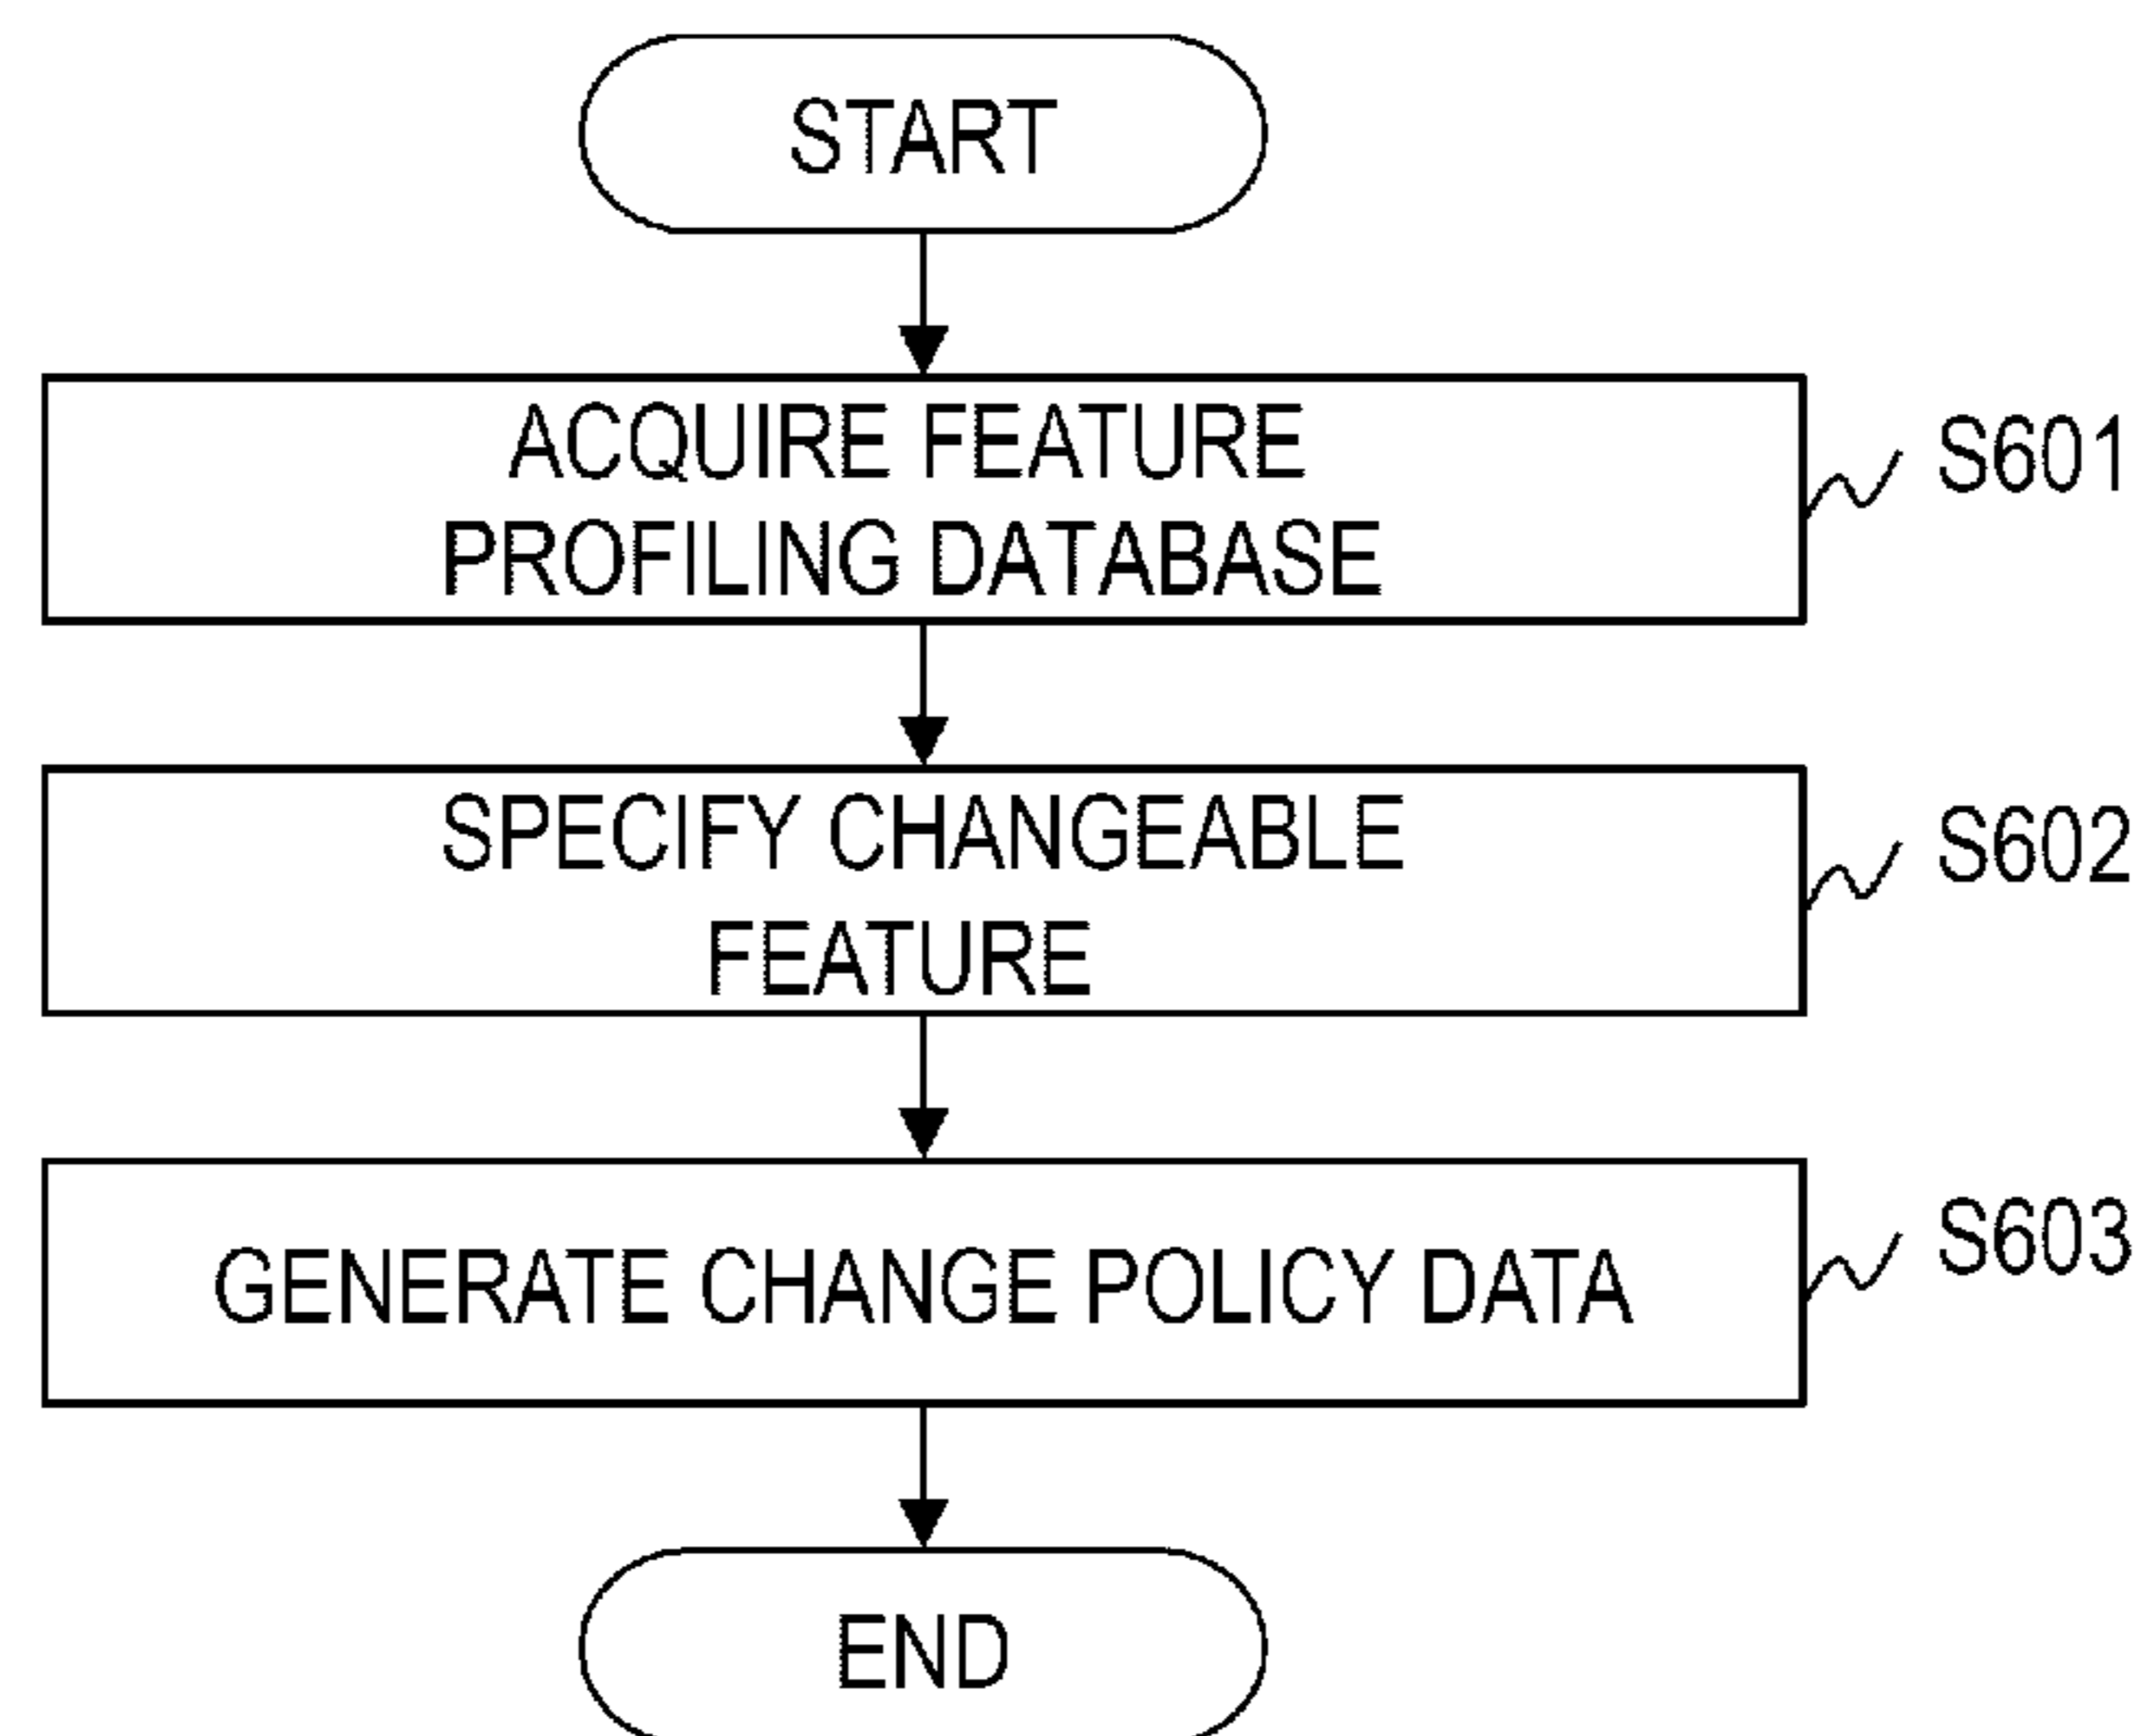 START
ACQUIRE FEATURE
PROFILING DATABASE
S601
SPECIFY CHANGEABLE
FEATURE
S602
GENERATE CHANGE POLICY DATA
S603
END